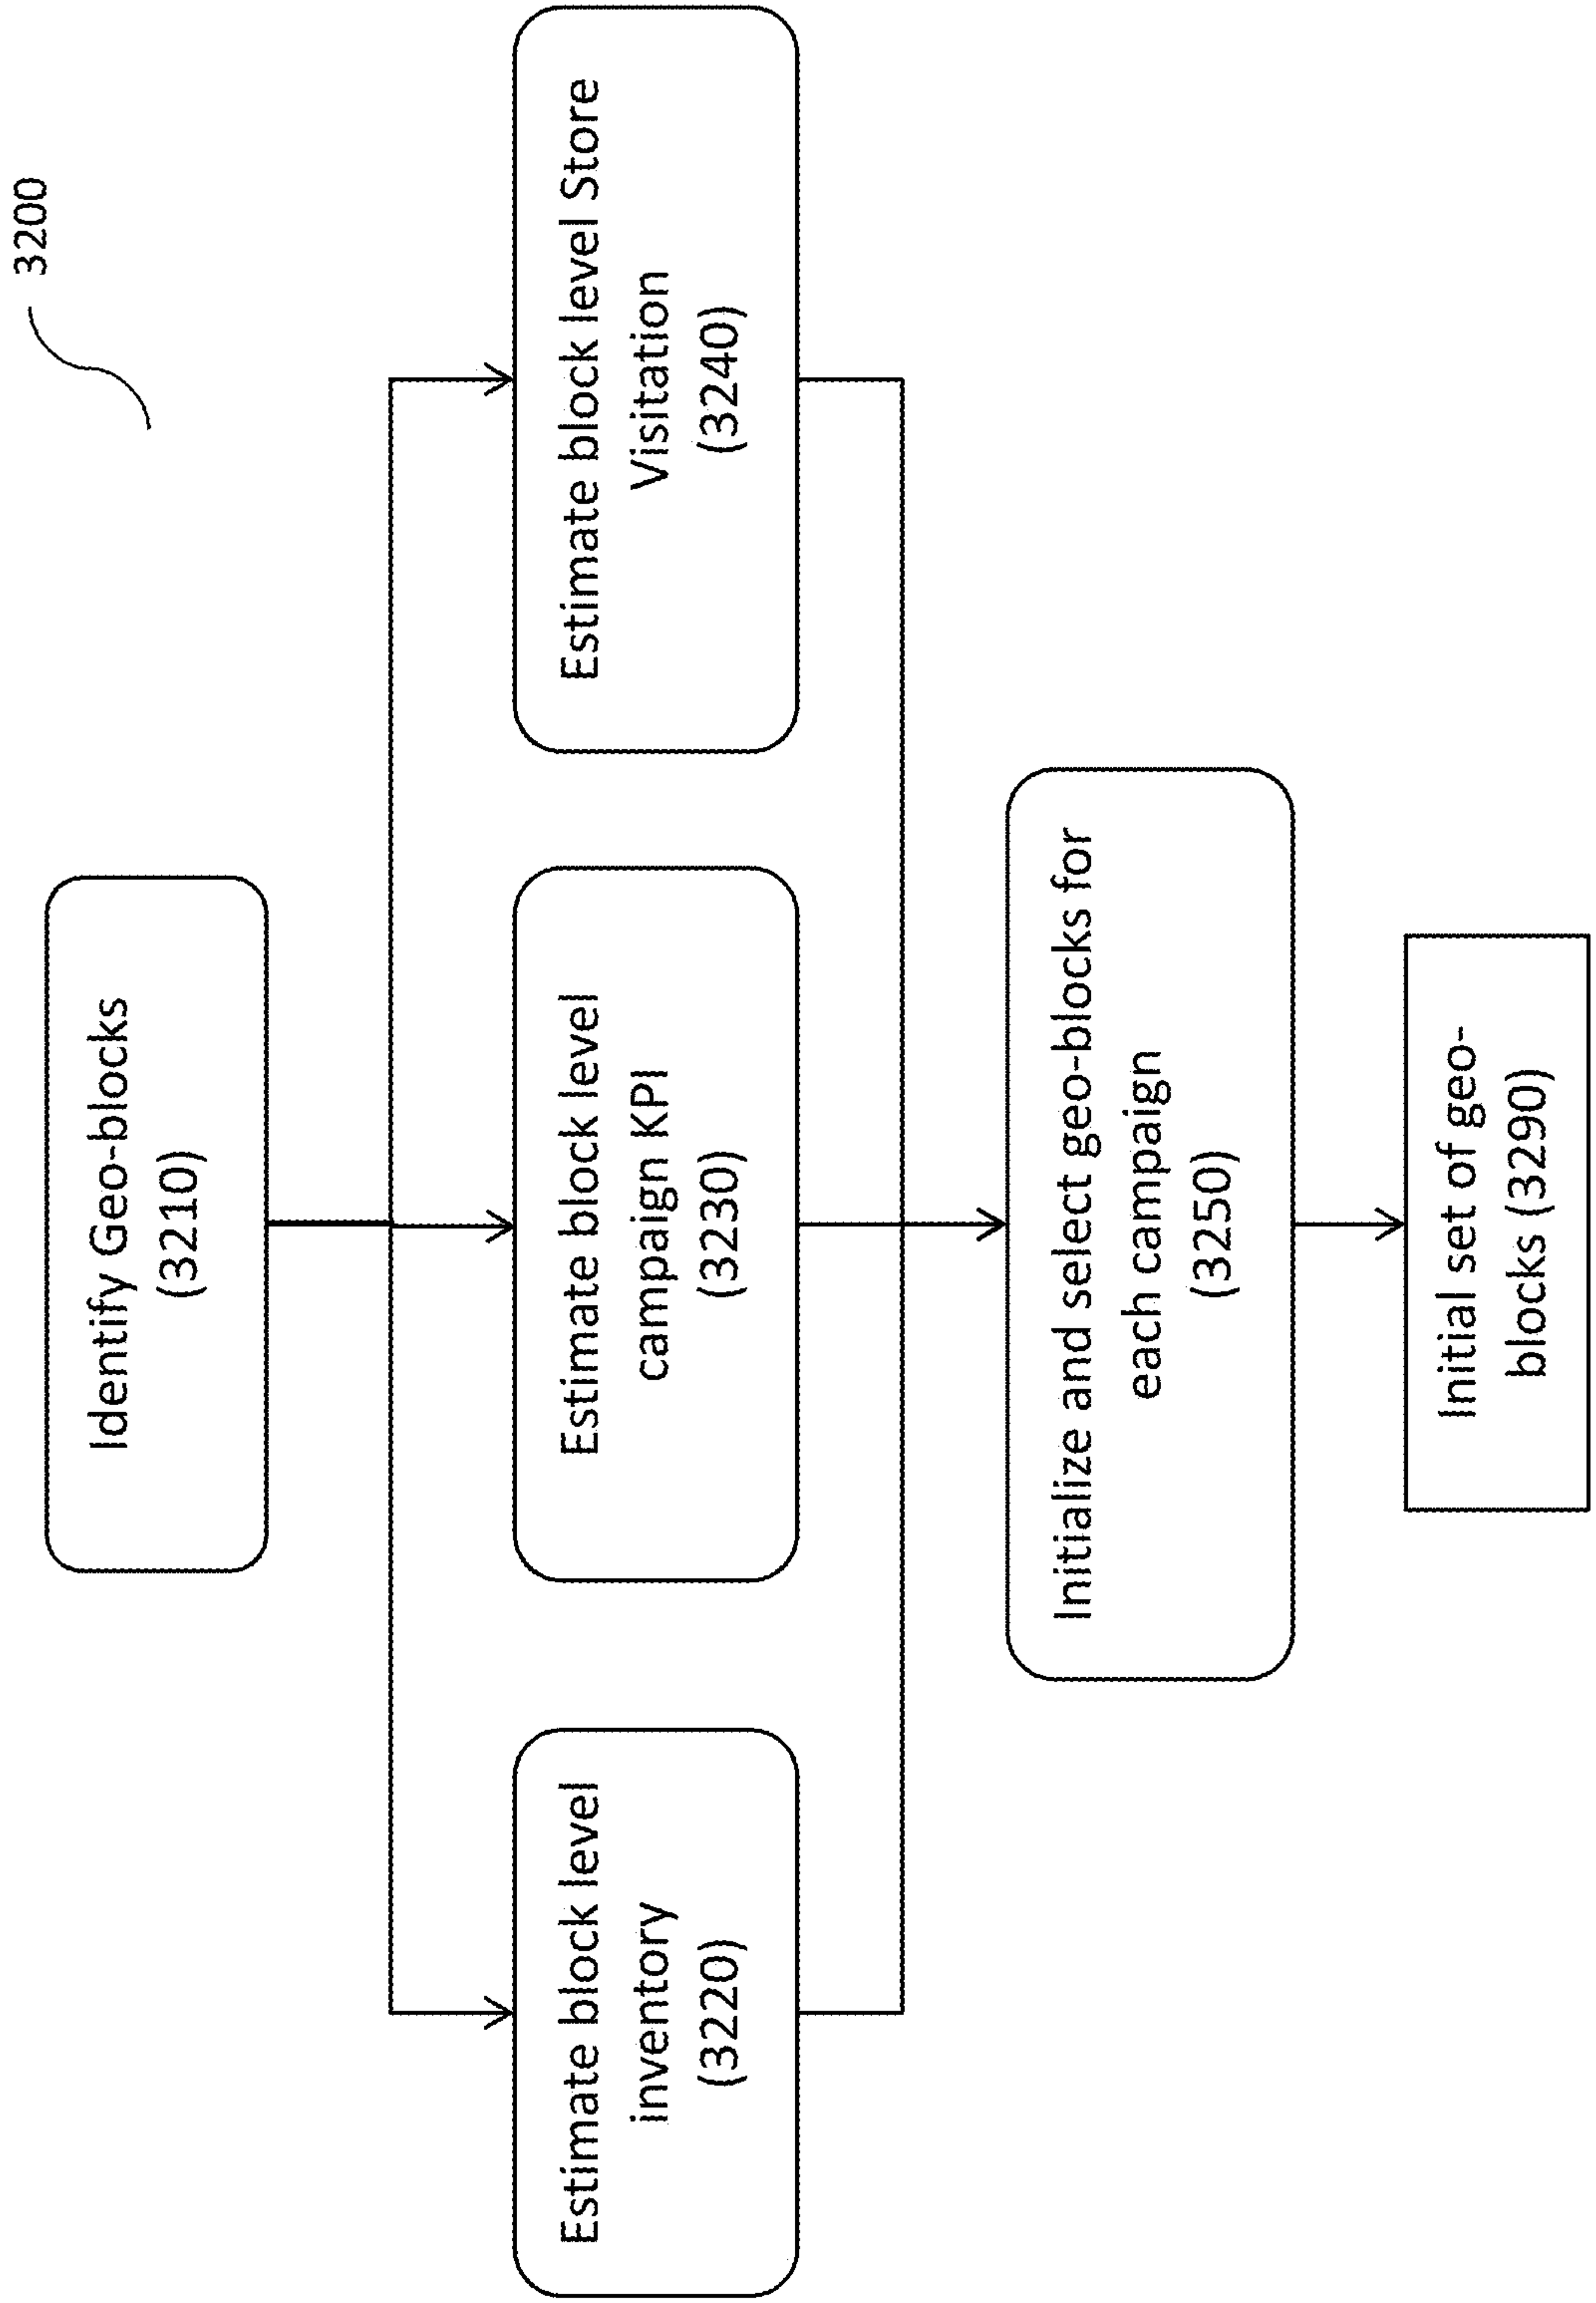 3200
Identify Geo-blocks
(3210)
Estimate block level
inventory
(3220)
Estimate block level
campaign KPI
(3230)
Estimate block level Store
Visitation
(3240)
Initialize and select geo-blocks for
each campaign
(3250)
Initial set of geo-
blocks (3290)